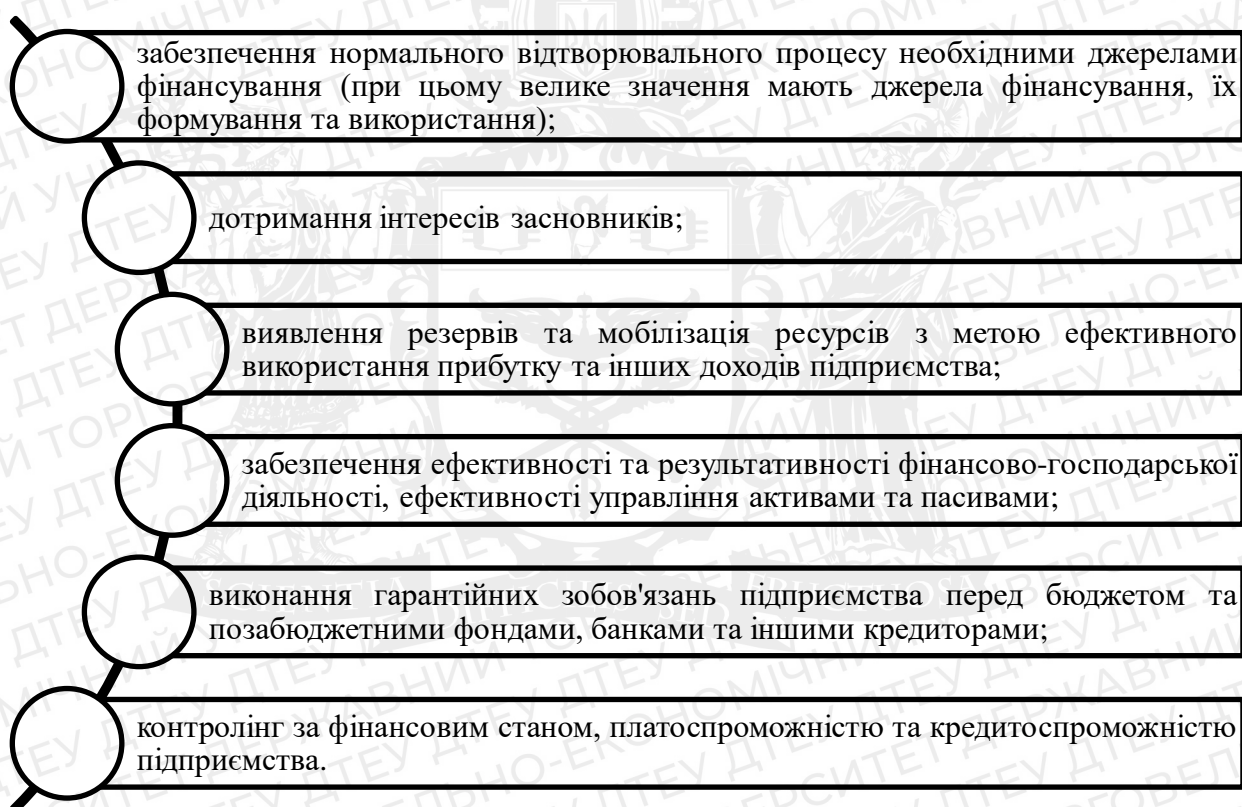 забезпечення нормального відтворювального процесу необхідними джерелами
фінансування (при цьому велике значення мають джерела фінансування, їх
формування та використання);
дотримання інтересів засновників;
виявлення резервів та мобілізація ресурсів з метою ефективного
використання прибутку та інших доходів підприємства;
забезпечення ефективності та результативності фінансово-господарської
діяльності, ефективності управління активами та пасивами;
виконання гарантійних зобов'язань підприємства перед бюджетом та
позабюджетними фондами, банками та іншими кредиторами;
контролінг за фінансовим станом, платоспроможністю та кредитоспроможністю
підприємства.